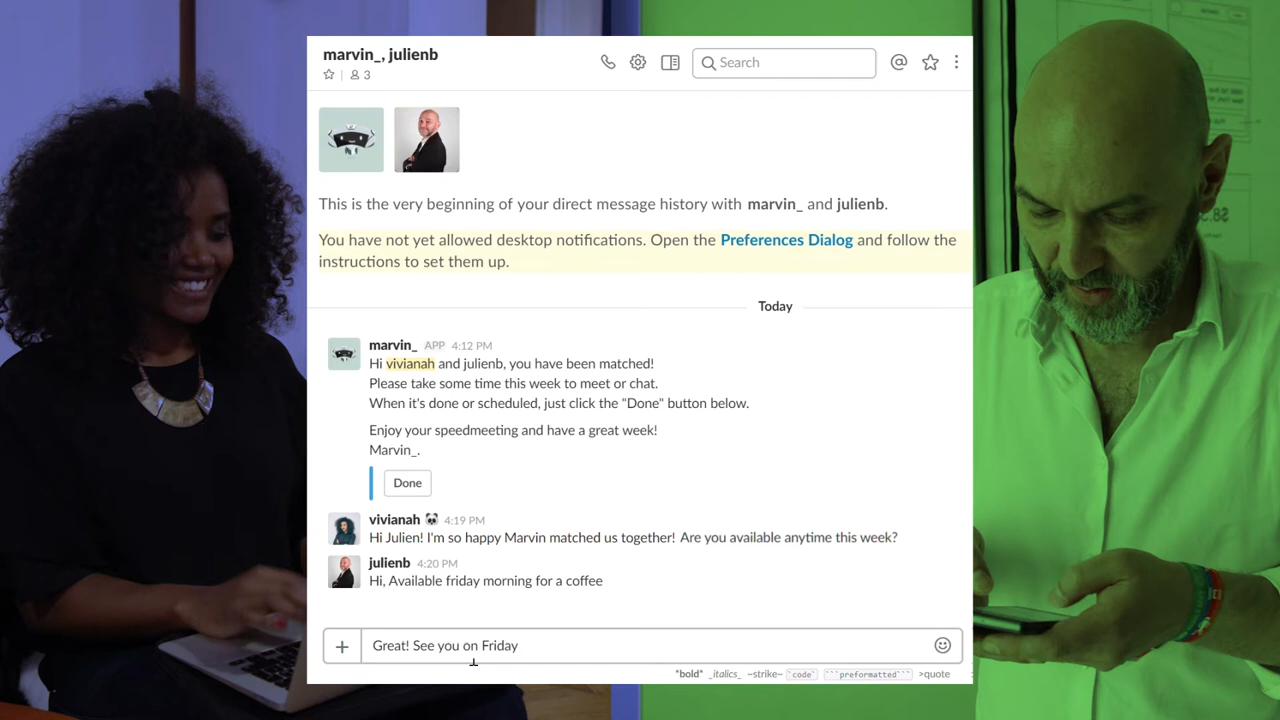 marvin_, julienb
3
Search
This is the very beginning of your direct message history with marvin_ and julienb.
You have not yet allowed desktop notifications. Open the Preferences Dialog and follow the
instructions to set them up.
Today
marvin_ APP 4:12 PM
Hi vivianah and julienb, you have been matched!
Please take some time this week to meet or chat.
When it's done or scheduled, just click the "Done" button below.
Enjoy your speedmeeting and have a great week!
Marvin_.
Done
vivianah 4:19 PM
Hi Julien! I'm so happy Marvin matched us together! Are you available anytime this week?
julienb 4:20 PM
Hi, Available friday morning for a coffee
Great! See you on Friday
*bold* _italics_ ~strike~ `code` ```preformatted``` >quote